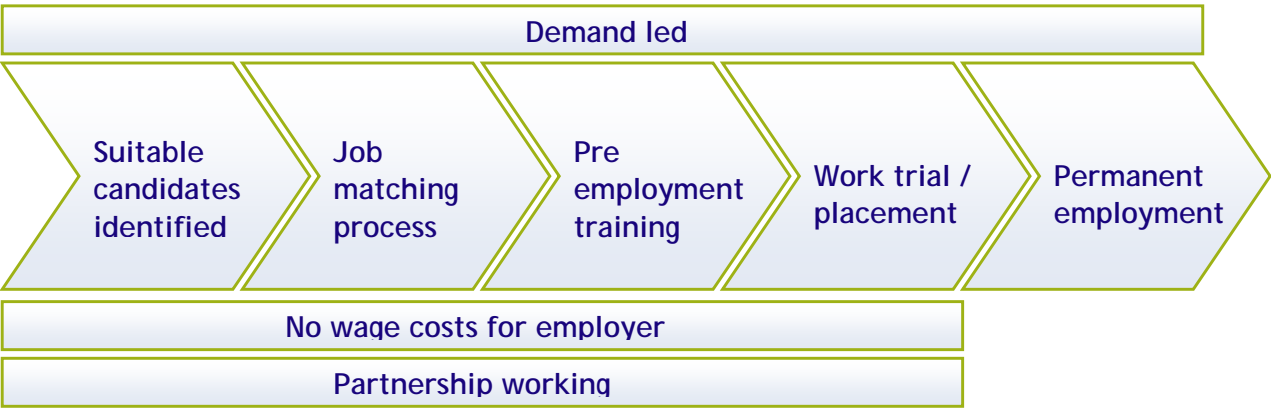 Demand led
Suitable
candidates
identified
Job
matching
process
Pre
employment
training
Work trial /
placement
Permanent
employment
No wage costs for employer
Partnership working